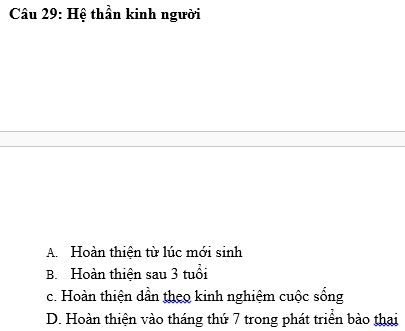 Câu 29: Hệ thần kinh người
A. Hoàn thiện từ lúc mới sinh
B. Hoàn thiện sau 3 tuổi
c. Hoàn thiện dần theo kinh nghiệm cuộc sống
D. Hoàn thiện vào tháng thứ 7 trong phát triển bào thai